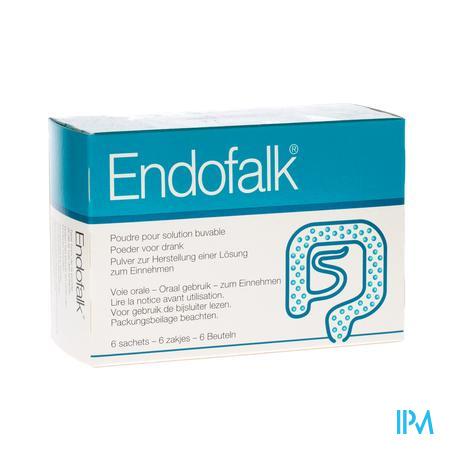 Endofalk®
Poudre pour solution buvable
Poeder voor drank
Pulver zur Herstellung einer Lösung
zum Einnehmen
Voie orale – Oraal gebruik – zum Einnehmen
Lire la notice avant utilisation.
Voor gebruik de bijsluiter lezen.
Packungsbeilage beachten.
6 sachets – 6 zakjes – 6 Beuteln
Endofalk®
IPM